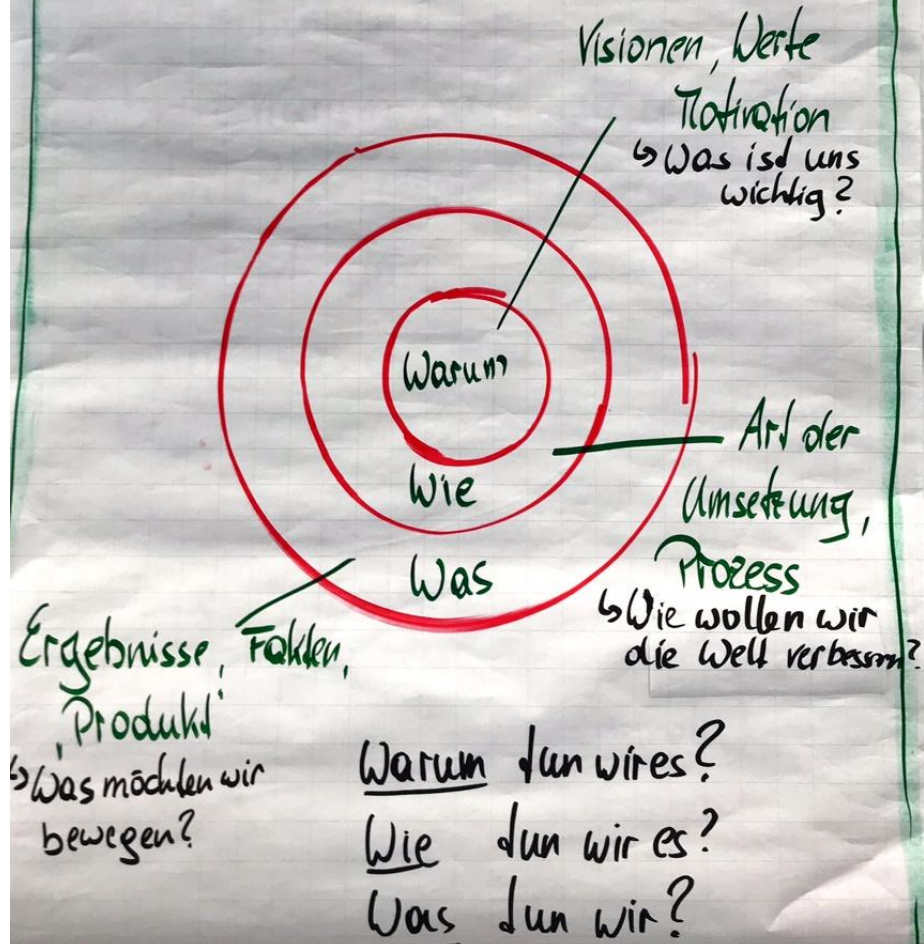 Visionen, Werte
Motivation
↳ Was ist uns
wichtig?
Warum
Wie
Was
Art der
Umsetzung,
Prozess
↳ Wie wollen wir
die Welt verbessern?
Ergebnisse, Fakten,
"Produkt"
↳ Was möchten wir
bewegen?
Warum tun wir es?
Wie tun wir es?
Was tun wir?